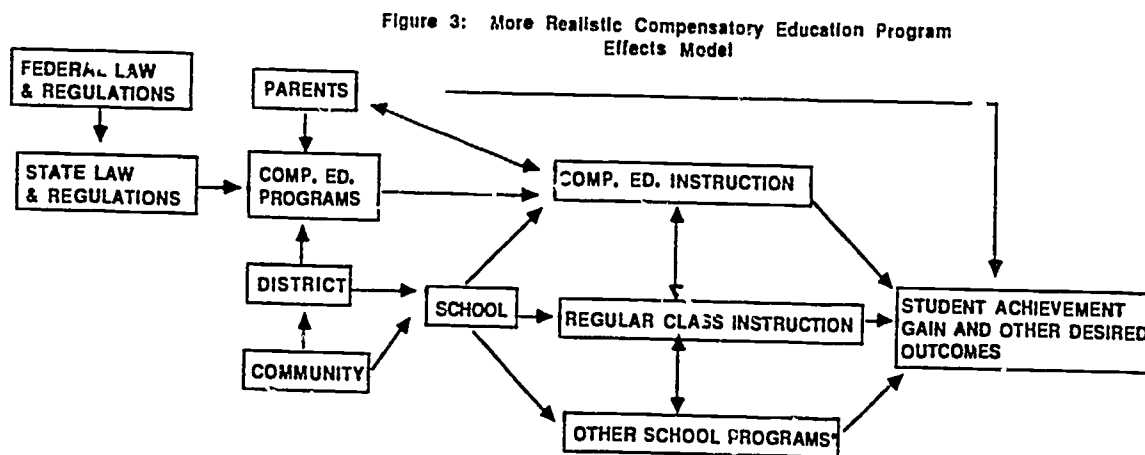 Figure 3: More Realistic Compensatory Education Program
Effects Model
FEDERAL LAW
& REGULATIONS
PARENTS
STATE LAW
& REGULATIONS
COMP. ED.
PROGRAMS
COMP. ED. INSTRUCTION
DISTRICT
SCHOOL
REGULAR CLASS INSTRUCTION
STUDENT ACHIEVEMENT
GAIN AND OTHER DESIRED
OUTCOMES
COMMUNITY
OTHER SCHOOL PROGRAMS*